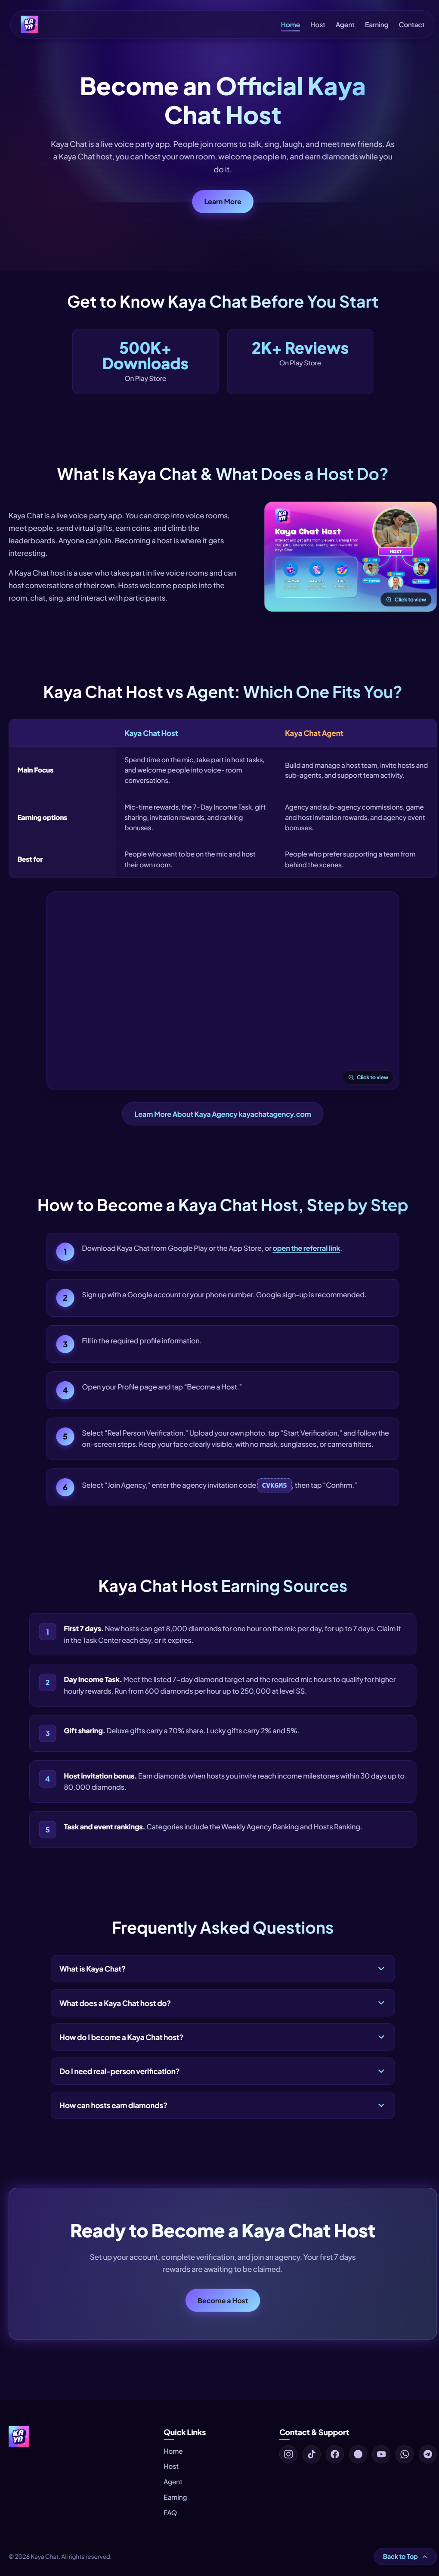 KA
YA
Home
Host
Agent
Earning
Contact
Become an Official Kaya
Chat Host
Kaya Chat is a live voice party app. People join rooms to talk, sing, laugh, and meet new friends. As
a Kaya Chat host, you can host your own room, welcome people in, and earn diamonds while you
do it.
Learn More
Get to Know Kaya Chat Before You Start
500K+
Downloads
On Play Store
2K+ Reviews
On Play Store
What Is Kaya Chat & What Does a Host Do?
Kaya Chat is a live voice party app. You can drop into voice rooms,
meet people, send virtual gifts, earn coins, and climb the
leaderboards. Anyone can join. Becoming a host is where it gets
interesting.
A Kaya Chat Host is a user who takes part in live voice rooms and can
host conversations of their own. Hosts welcome people into the
room, chat, sing, and interact with participants.
Kaya Chat Host
HOST
Click to view
Kaya Chat Host vs Agent: Which One Fits You?
Kaya Chat Host
Kaya Chat Agent
Main Focus
Spend time on the mic, take part in host tasks,
and welcome people into voice- room
conversations.
Build and manage a host team, invite hosts and
sub-agents, and support team activity.
Earning options
Mic-time rewards, the 7-Day Income Task, gift
sharing, invitation rewards, and ranking
bonuses.
Agency and sub-agency commissions, game
and host invitation rewards, and agency event
bonuses.
Best for
People who want to be on the mic and host
their own room.
People who prefer supporting a team from
behind the scenes.
Click to view
Learn More About Kaya Agency kayachatagency.com
How to Become a Kaya Chat Host, Step by Step
1
Download Kaya Chat from Google Play or the App Store, or open the referral link.
2
Sign up with a Google account or your phone number. Google sign-up is recommended.
3
Fill in the required profile information.
4
Open your Profile page and tap "Become a Host."
5
Select "Real Person Verification." Upload your own photo, tap "Start Verification," and follow the
on-screen steps. Keep your face clearly visible, with no mask, sunglasses, or camera filters.
6
Select "Join Agency," enter the agency invitation code CVK6M5, then tap "Confirm."
Kaya Chat Host Earning Sources
1
First 7 days. New hosts can get 8,000 diamonds for one hour on the mic per day, for up to 7 days. Claim it
in the Task Center each day, or it expires.
2
Day Income Task. Meet the listed 7-day diamond target and the required mic hours to qualify for higher
hourly rewards. Run from 600 diamonds per hour up to 250,000 at level SS.
3
Gift sharing. Deluxe gifts carry a 70% share. Lucky gifts carry 2% and 5%.
4
Host invitation bonus. Earn diamonds when hosts you invite reach income milestones within 30 days up to
80,000 diamonds.
5
Task and event rankings. Categories include the Weekly Agency Ranking and Hosts Ranking.
Frequently Asked Questions
What is Kaya Chat?
What does a Kaya Chat host do?
How do I become a Kaya Chat host?
Do I need real-person verification?
How can hosts earn diamonds?
Ready to Become a Kaya Chat Host
Set up your account, complete verification, and join an agency. Your first 7 days
rewards are awaiting to be claimed.
Become a Host
KA
YA
Quick Links
Home
Host
Agent
Earning
FAQ
Contact & Support
© 2026 Kaya Chat. All rights reserved.
Back to Top